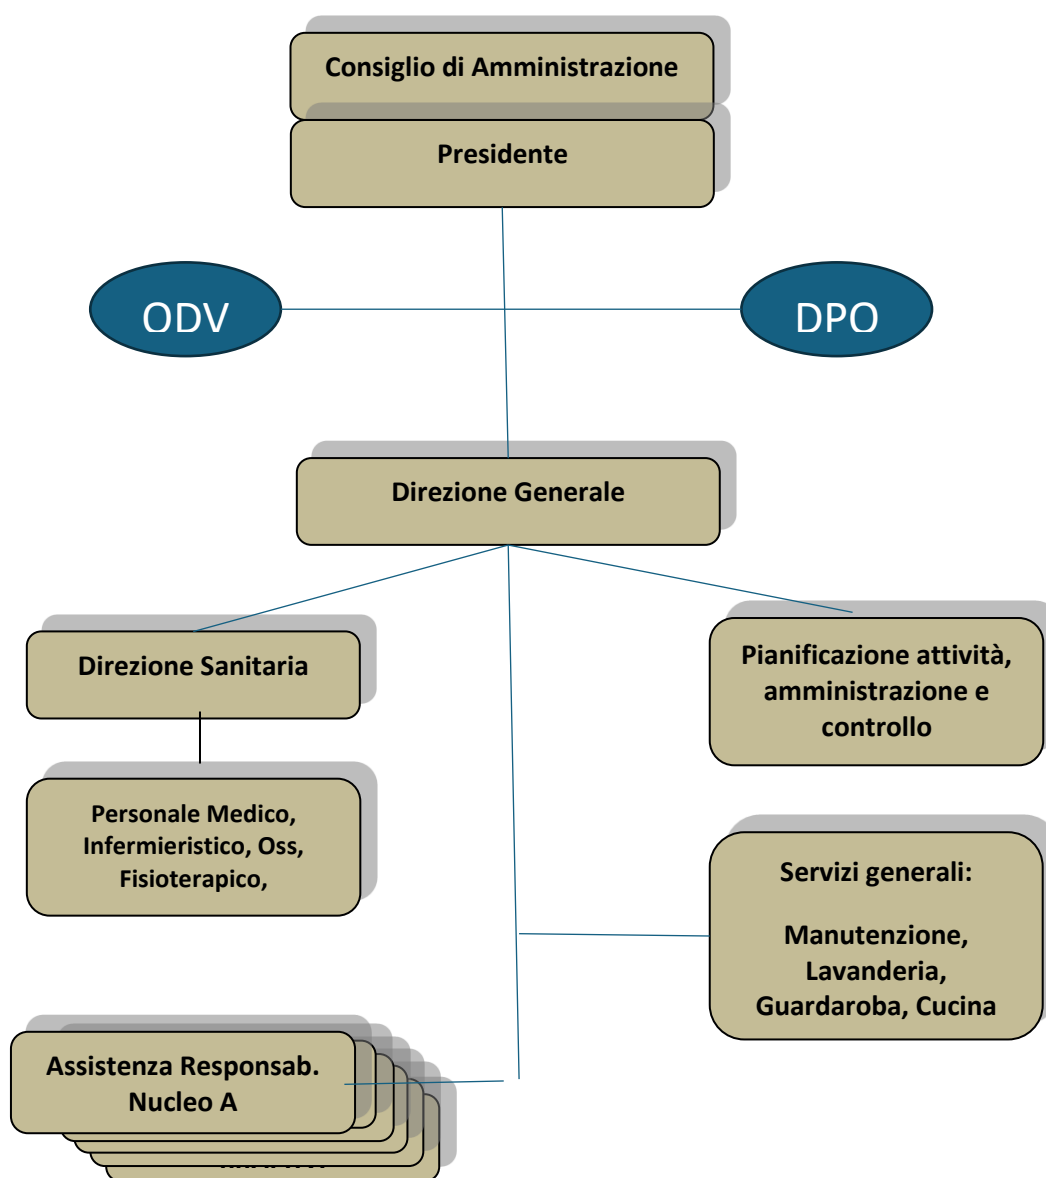 Consiglio di Amministrazione
Presidente
ODV
DPO
Direzione Generale
Direzione Sanitaria
Pianificazione attività,
amministrazione e
controllo
Personale Medico,
Infermieristico, Oss,
Fisioterapico,
Servizi generali:
Manutenzione,
Lavanderia,
Guardaroba, Cucina
Assistenza Responsab.
Nucleo A